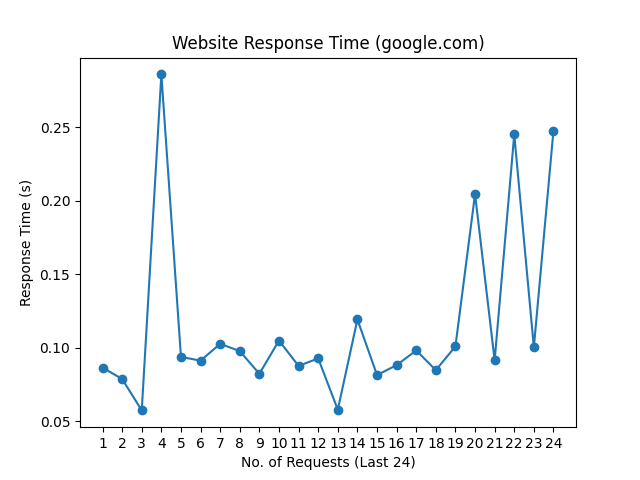 Website Response Time (google.com)
Response Time (s)
0.25
0.20
0.15
0.10
0.05
1 2 3 4 5 6 7 8 9 10 11 12 13 14 15 16 17 18 19 20 21 22 23 24
No. of Requests (Last 24)